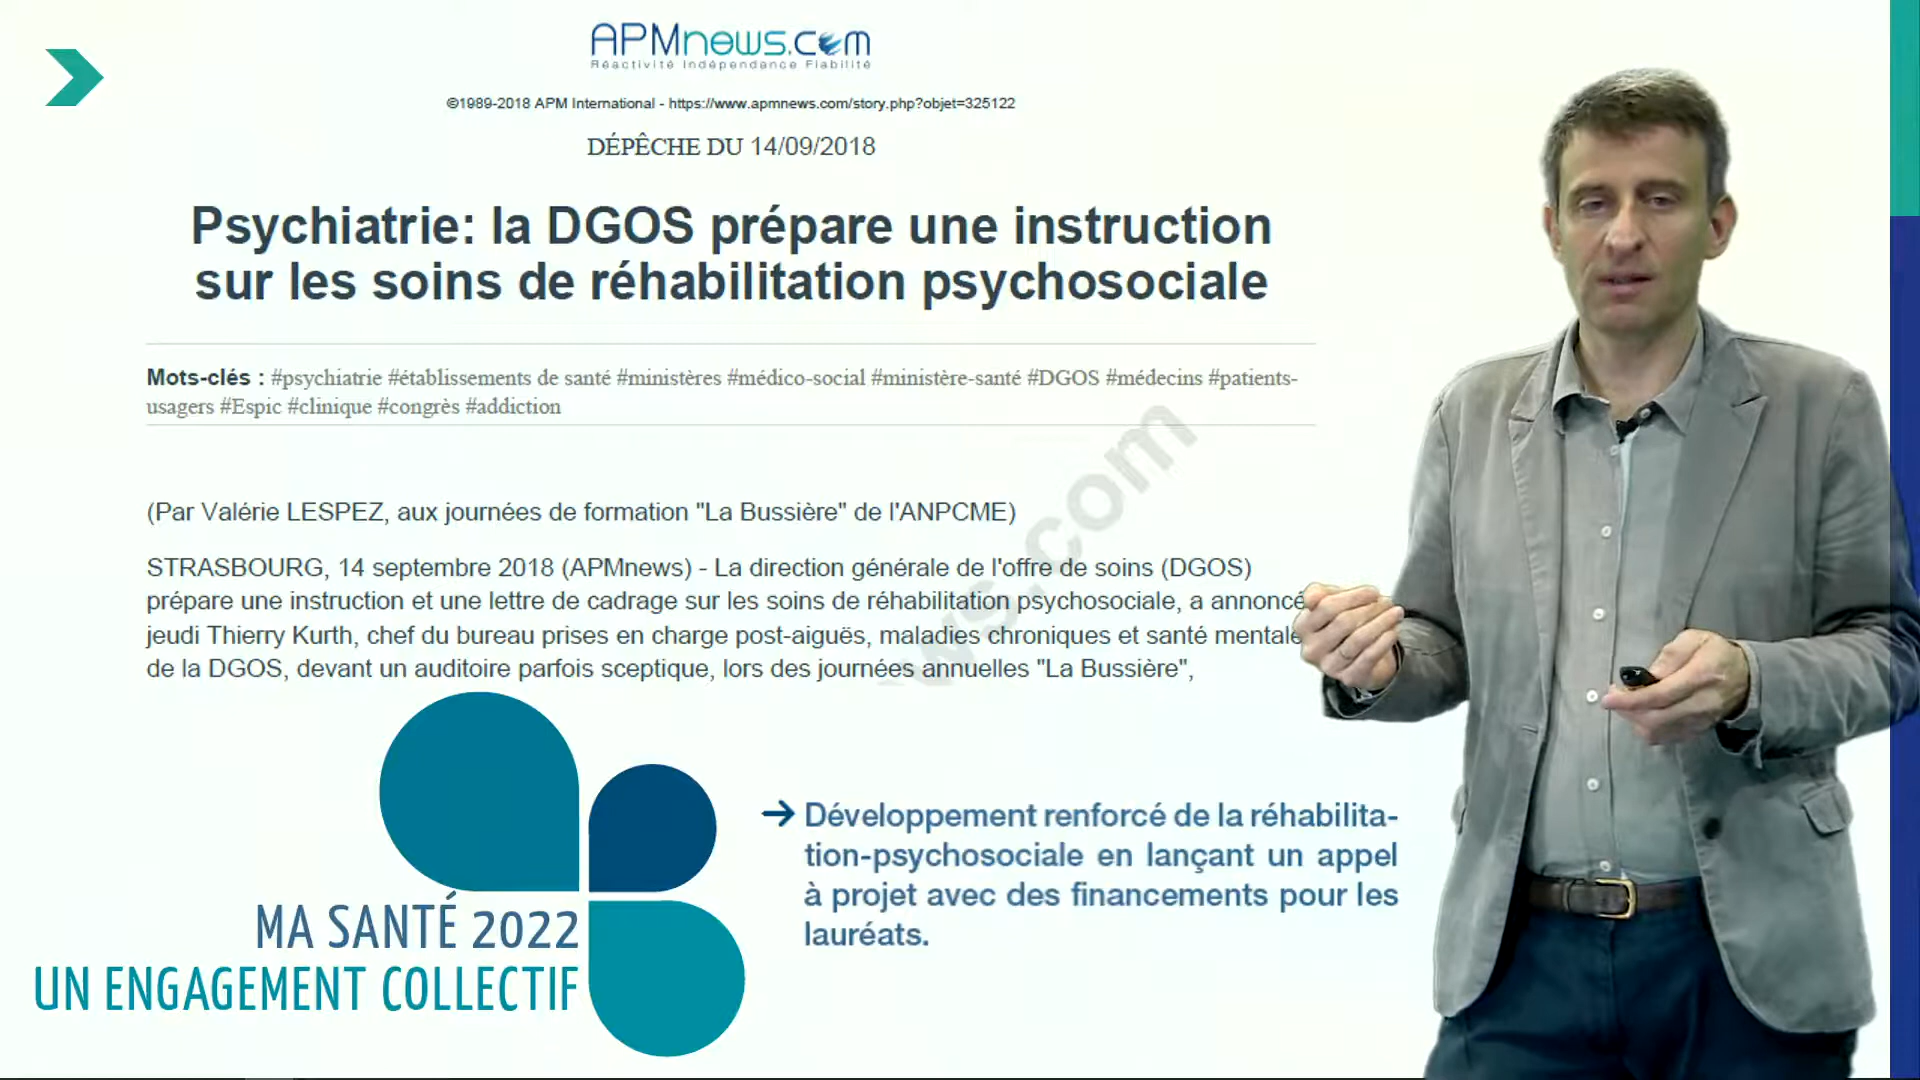 APMnews.com
Réactivité Indépendance Fiabilité
©1989-2018 APM International - https://www.apmnews.com/story.php?objet=325122
DÉPÊCHE DU 14/09/2018
Psychiatrie: la DGOS prépare une instruction
sur les soins de réhabilitation psychosociale
Mots-clés : #psychiatrie #établissements de santé #ministères #médico-social #ministère-santé #DGOS #médecins #patients-
usagers #Espic #clinique #congrès #addiction
(Par Valérie LESPEZ, aux journées de formation "La Bussière" de l'ANPCME)
STRASBOURG, 14 septembre 2018 (APMnews) - La direction générale de l'offre de soins (DGOS)
prépare une instruction et une lettre de cadrage sur les soins de réhabilitation psychosociale, a annoncé
jeudi Thierry Kurth, chef du bureau prises en charge post-aiguës, maladies chroniques et santé mentale
de la DGOS, devant un auditoire parfois sceptique, lors des journées annuelles "La Bussière",
ws.com
MA SANTÉ 2022
UN ENGAGEMENT COLLECTIF
→ Développement renforcé de la réhabilita-
tion-psychosociale en lançant un appel
à projet avec des financements pour les
lauréats.